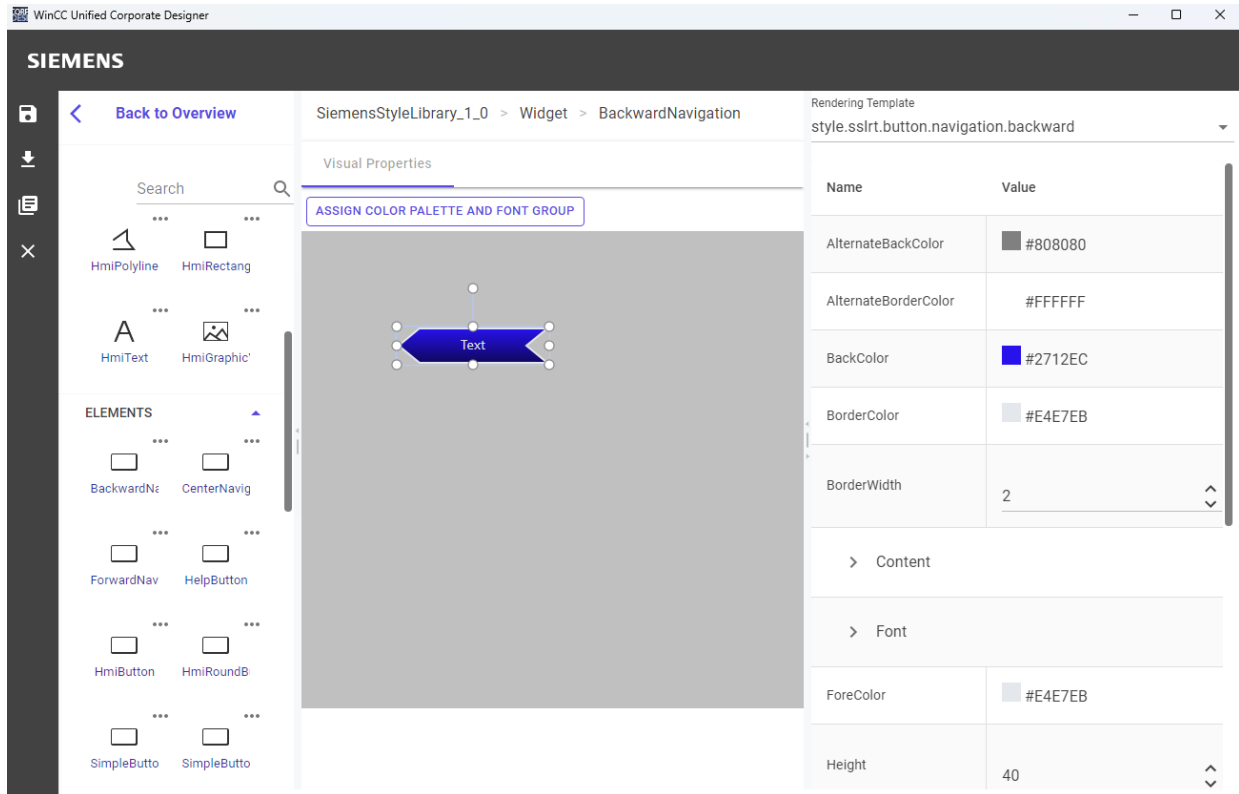 WinCC Unified Corporate Designer
SIEMENS
Back to Overview
Search
HmiPolyline
HmiRectang
HmiText
HmiGraphic'
ELEMENTS
BackwardNa
CenterNavig
ForwardNav
HelpButton
HmiButton
HmiRoundB
SimpleButto
SimpleButto
SiemensStyleLibrary_1_0 > Widget > BackwardNavigation
Visual Properties
ASSIGN COLOR PALETTE AND FONT GROUP
Text
Rendering Template
style.sslrt.button.navigation.backward
Name Value
AlternateBackColor #808080
AlternateBorderColor #FFFFFF
BackColor #2712EC
BorderColor #E4E7EB
BorderWidth 2
Content
Font
ForeColor #E4E7EB
Height 40